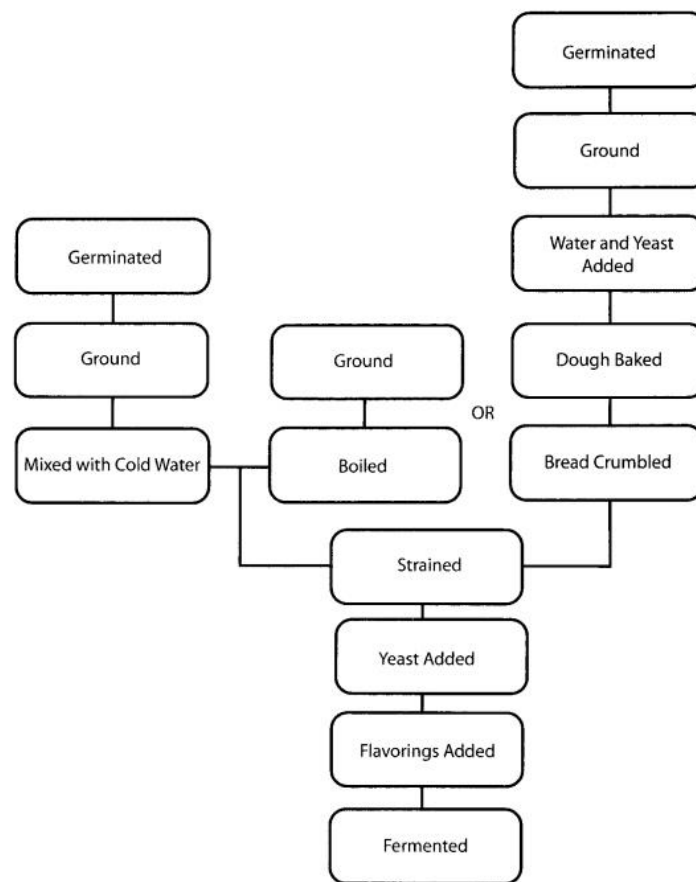 Germinated
Ground
Water and Yeast
Added
Germinated
Ground
Ground
Dough Baked
OR
Mixed with Cold Water
Boiled
Bread Crumbled
Strained
Yeast Added
Flavorings Added
Fermented